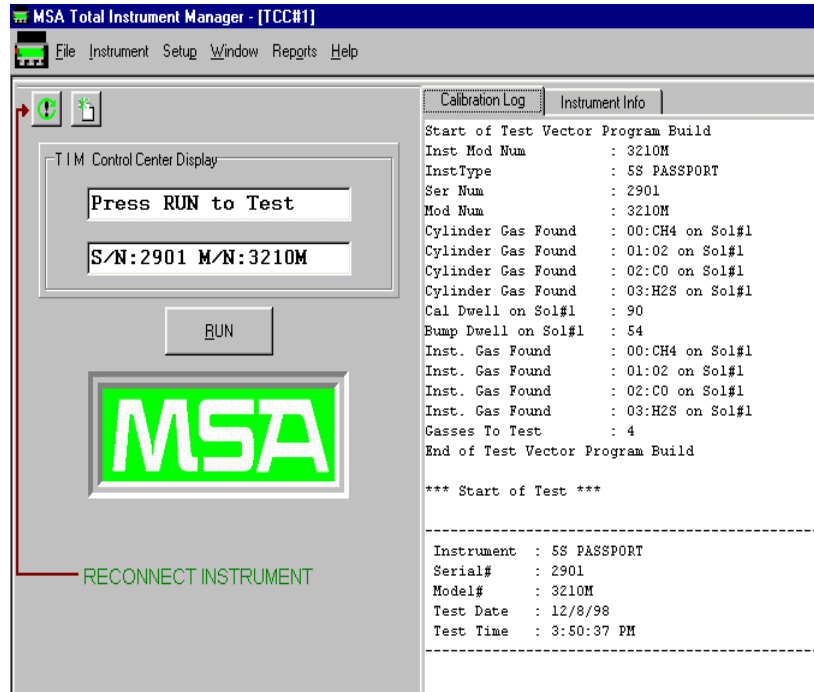 MSA Total Instrument Manager - [TCC#1]
File Instrument Setup Window Reports Help
T I M Control Center Display
Press RUN to Test
S/N:2901 M/N:3210M
RUN
MSA
RECONNECT INSTRUMENT
Calibration Log Instrument Info
Start of Test Vector Program Build
Inst Mod Num : 3210M
InstType : 5S PASSPORT
Ser Num : 2901
Mod Num : 3210M
Cylinder Gas Found : 00:CH4 on Sol#1
Cylinder Gas Found : 01:O2 on Sol#1
Cylinder Gas Found : 02:CO on Sol#1
Cylinder Gas Found : 03:H2S on Sol#1
Cal Dwell on Sol#1 : 90
Bump Dwell on Sol#1 : 54
Inst. Gas Found : 00:CH4 on Sol#1
Inst. Gas Found : 01:O2 on Sol#1
Inst. Gas Found : 02:CO on Sol#1
Inst. Gas Found : 03:H2S on Sol#1
Gasses To Test : 4
End of Test Vector Program Build
*** Start of Test ***
Instrument : 5S PASSPORT
Serial# : 2901
Model# : 3210M
Test Date : 12/8/98
Test Time : 3:50:37 PM